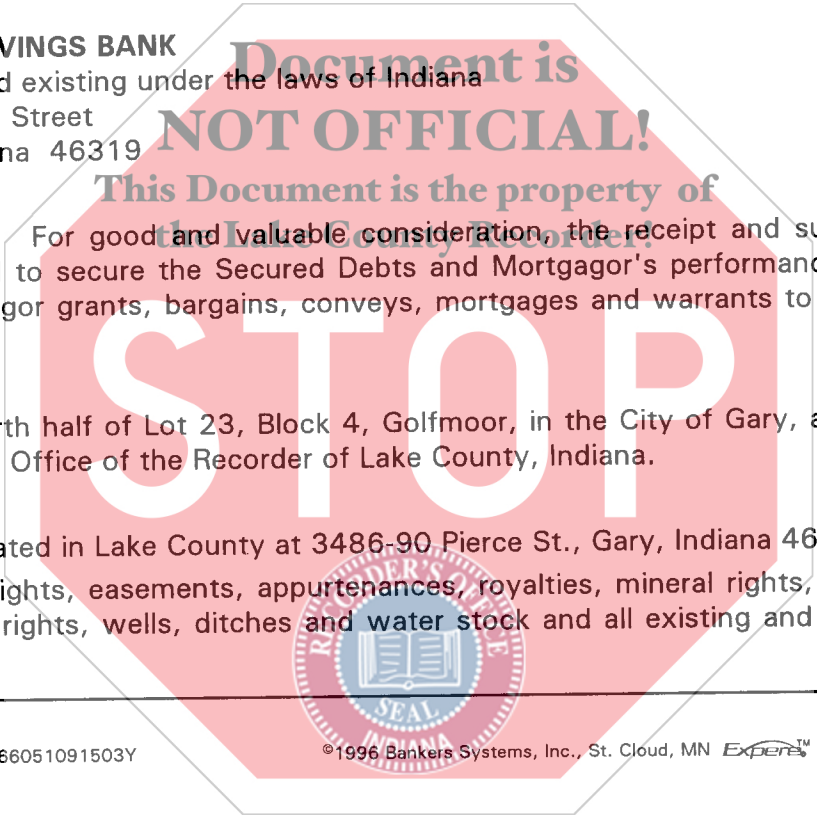 VINGS BANK
d existing under the laws of Indiana
Street
na 46319
Document is
NOT OFFICIAL!
This Document is the property of
the Lake County Recorder!
For good and valuable consideration, the receipt and su
to secure the Secured Debts and Mortgagor's performanc
gor grants, bargains, conveys, mortgages and warrants to
STOP
rth half of Lot 23, Block 4, Golfmoor, in the City of Gary, a
Office of the Recorder of Lake County, Indiana.
ated in Lake County at 3486-90 Pierce St., Gary, Indiana 46
ights, easements, appurtenances, royalties, mineral rights,
rights, wells, ditches and water stock and all existing and
RECORDER'S OFFICE
SEAL
INDIANA
66051091503Y
©1996 Bankers Systems, Inc., St. Cloud, MN Expere™